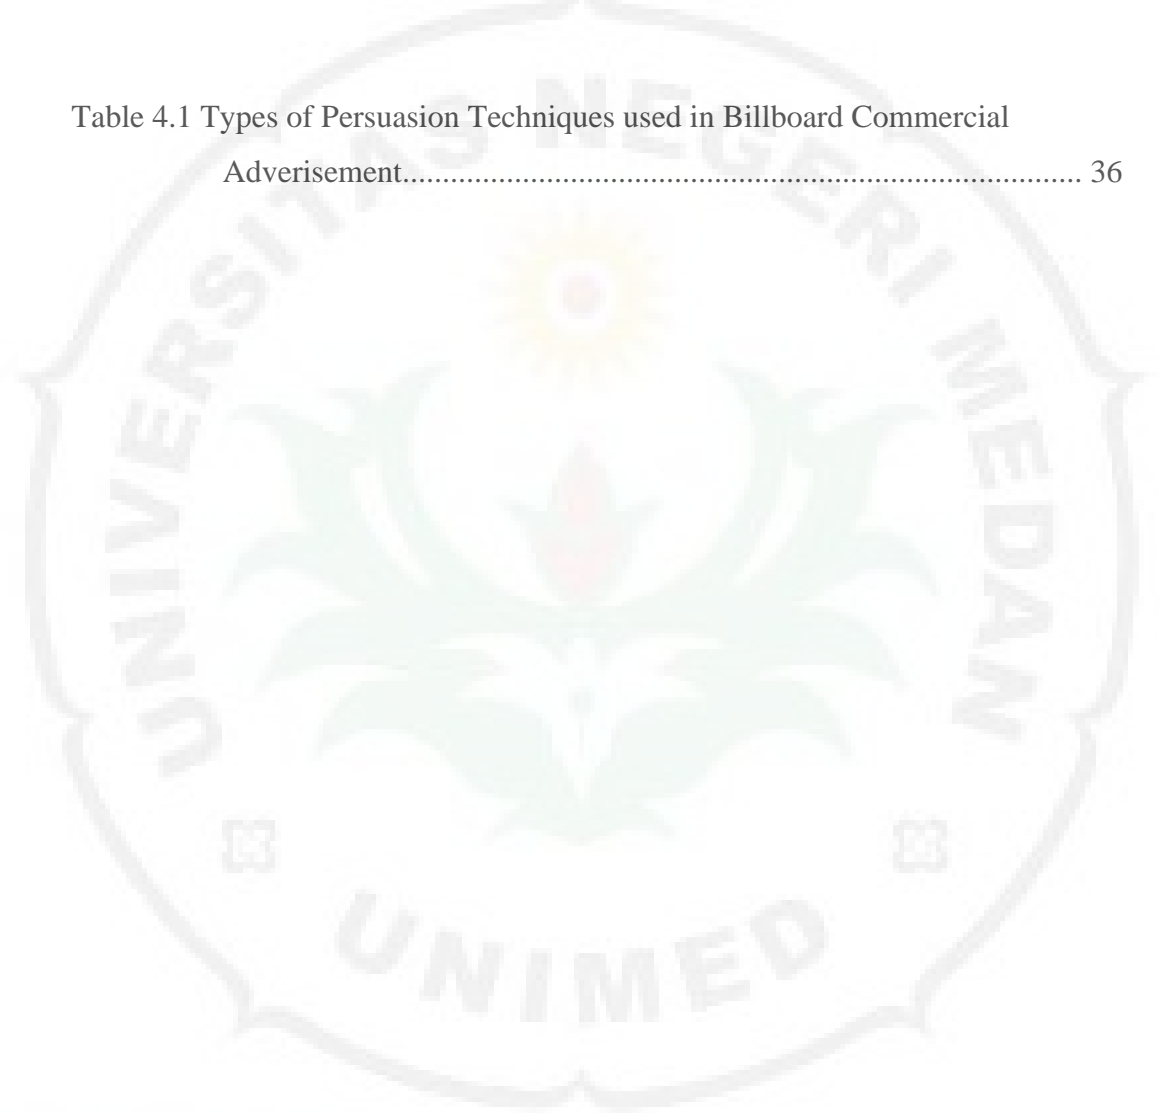 Table 4.1 Types of Persuasion Techniques used in Billboard Commercial
Adverisement..................................................................................... 36
UNIVERSITAS NEGERI MEDAN
UNIMED